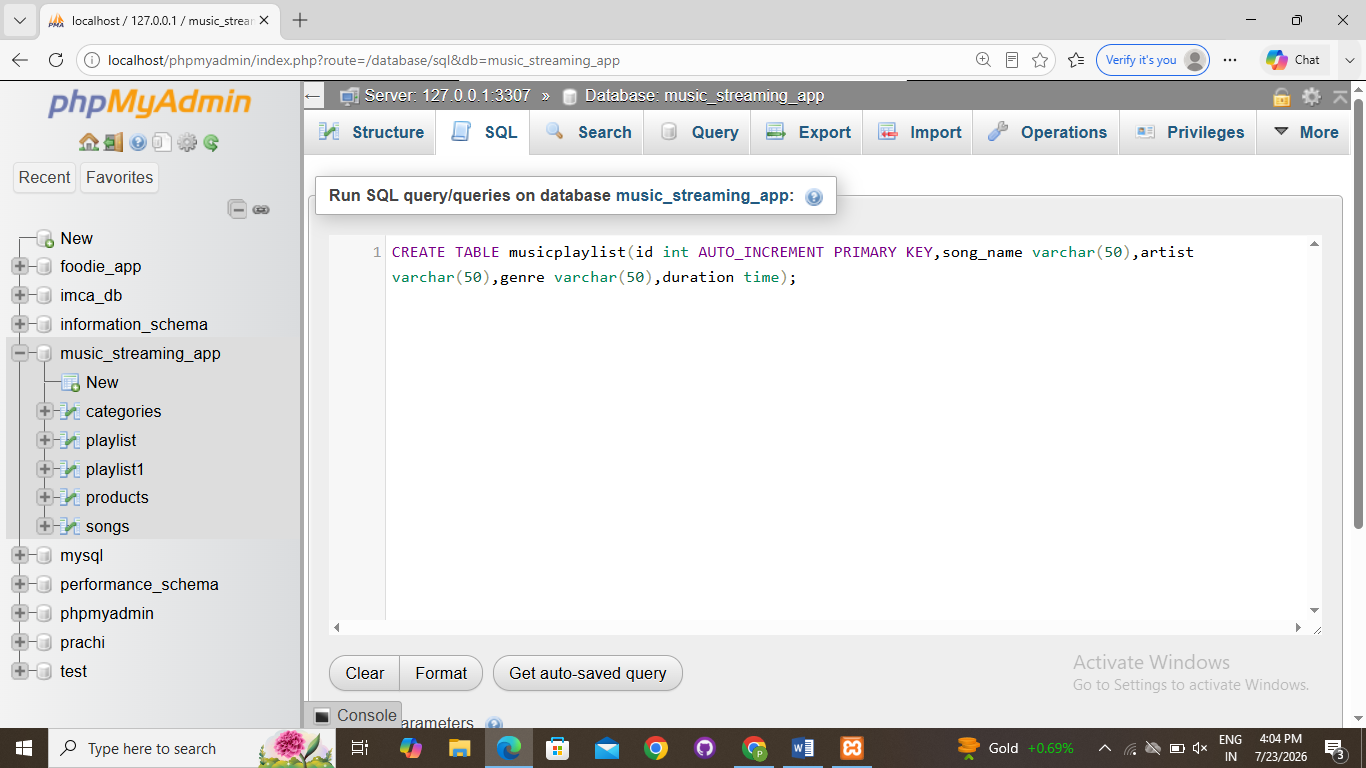 localhost / 127.0.0.1 / music_strear
localhost/phpmyadmin/index.php?route=/database/sql&db=music_streaming_app
Verify it's you
Chat
phpMyAdmin
Recent
Favorites
New
foodie_app
imca_db
information_schema
music_streaming_app
New
categories
playlist
playlist1
products
songs
mysql
performance_schema
phpmyadmin
prachi
test
Server: 127.0.0.1:3307 » Database: music_streaming_app
Structure
SQL
Search
Query
Export
Import
Operations
Privileges
More
Run SQL query/queries on database music_streaming_app:
1 CREATE TABLE musicplaylist(id int AUTO_INCREMENT PRIMARY KEY,song_name varchar(50),artist
varchar(50),genre varchar(50),duration time);
Clear
Format
Get auto-saved query
Activate Windows
Go to Settings to activate Windows.
Console
arameters
Type here to search
Gold +0.69%
ENG
IN
4:04 PM
7/23/2026
3